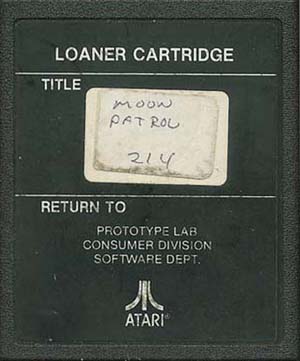 LOANER CARTRIDGE
TITLE
MOON
PATROL
214
RETURN TO
PROTOTYPE LAB
CONSUMER DIVISION
SOFTWARE DEPT.
ATARI®